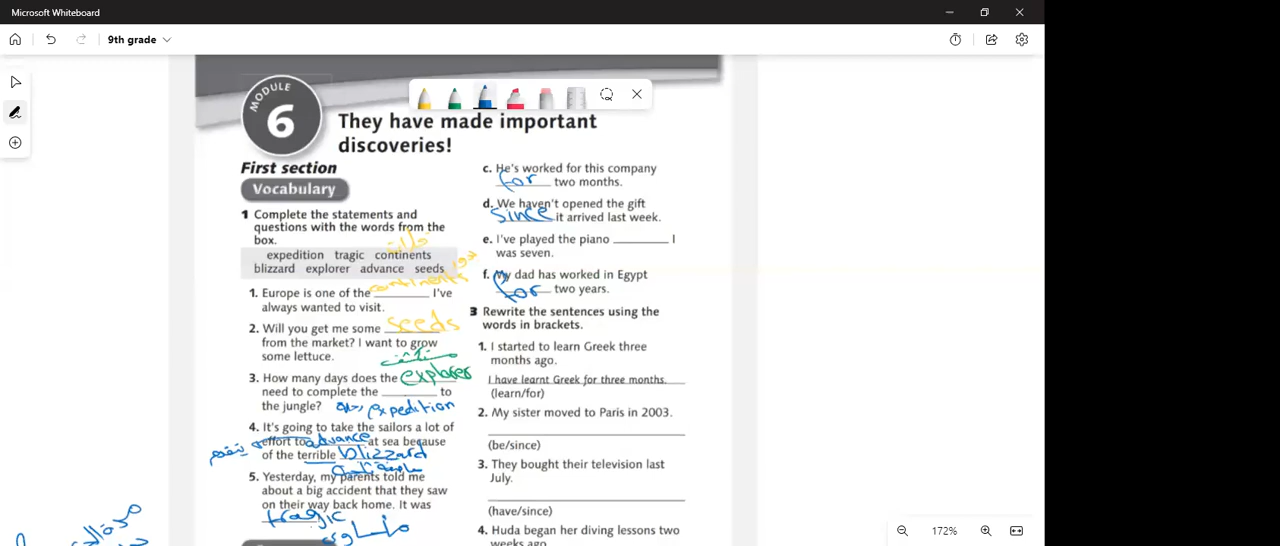 Microsoft Whiteboard
9th grade
MODULE
6
They have made important
discoveries!
First section
Vocabulary
1 Complete the statements and
questions with the words from the
box.
قارات
expedition tragic continents
blizzard explorer advance seeds
continents
1. Europe is one of the ________ I've
always wanted to visit.
2. Will you get me some seeds
from the market? I want to grow
some lettuce.
3. How many days does the explorer
need to complete the ________ to
the jungle? expedition
4. It's going to take the sailors a lot of
effort to advance at sea because
يتقدم
of the terrible blizzard
5. Yesterday, my parents told me
about a big accident that they saw
on their way back home. It was
tragic
c. He's worked for this company
for two months.
d. We haven't opened the gift
since it arrived last week.
e. I've played the piano ________ I
was seven.
f. My dad has worked in Egypt
for two years.
3 Rewrite the sentences using the
words in brackets.
1. I started to learn Greek three
months ago.
I have learnt Greek for three months.
(learn/for)
2. My sister moved to Paris in 2003.
(be/since)
3. They bought their television last
July.
(have/since)
4. Huda began her diving lessons two
weeks ago
172%